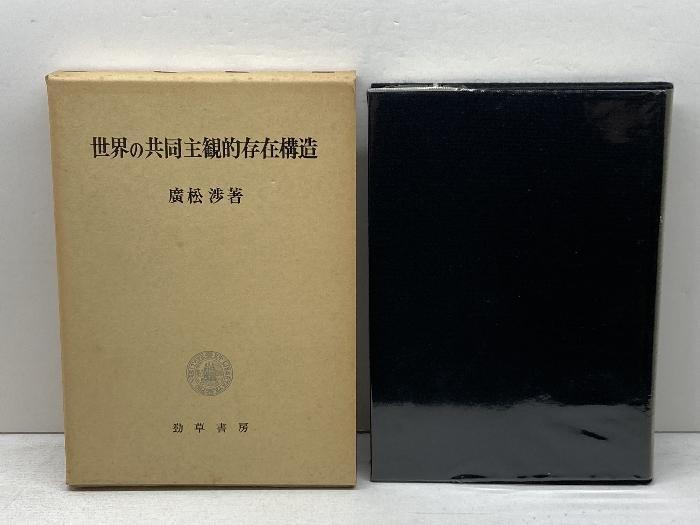 世界の共同主観的存在構造
廣松 渉 著
勁草書房